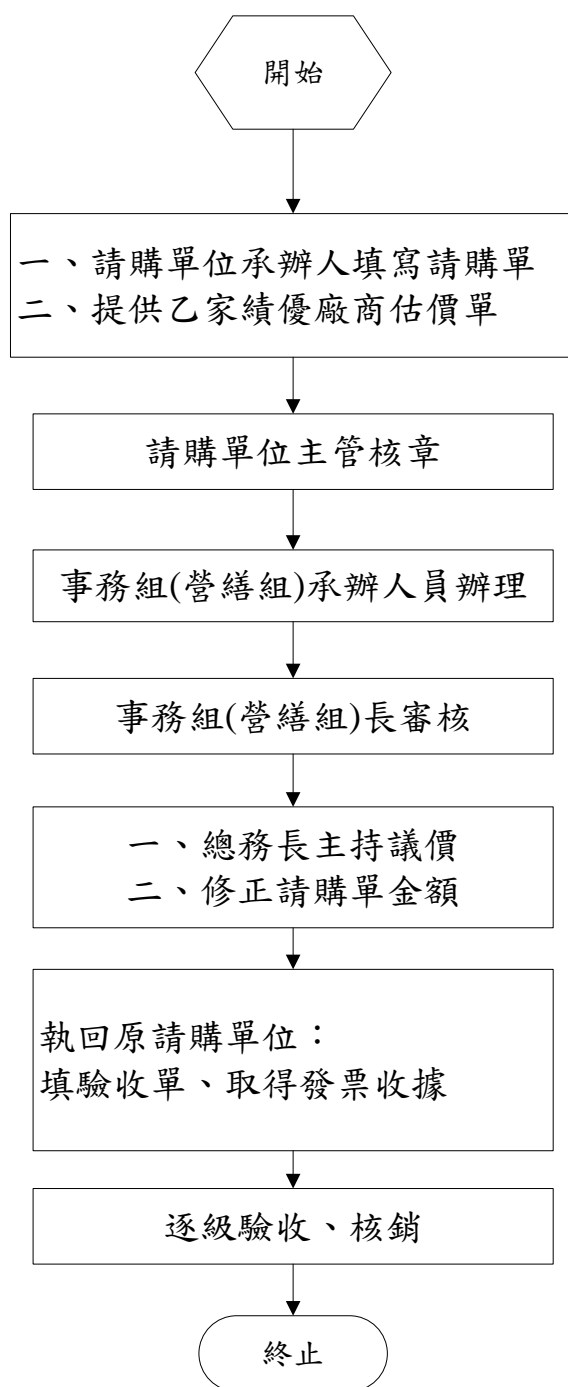 開始
一、請購單位承辦人填寫請購單
二、提供乙家績優廠商估價單
請購單位主管核章
事務組(營繕組)承辦人員辦理
事務組(營繕組)長審核
一、總務長主持議價
二、修正請購單金額
執回原請購單位：
填驗收單、取得發票收據
逐級驗收、核銷
終止